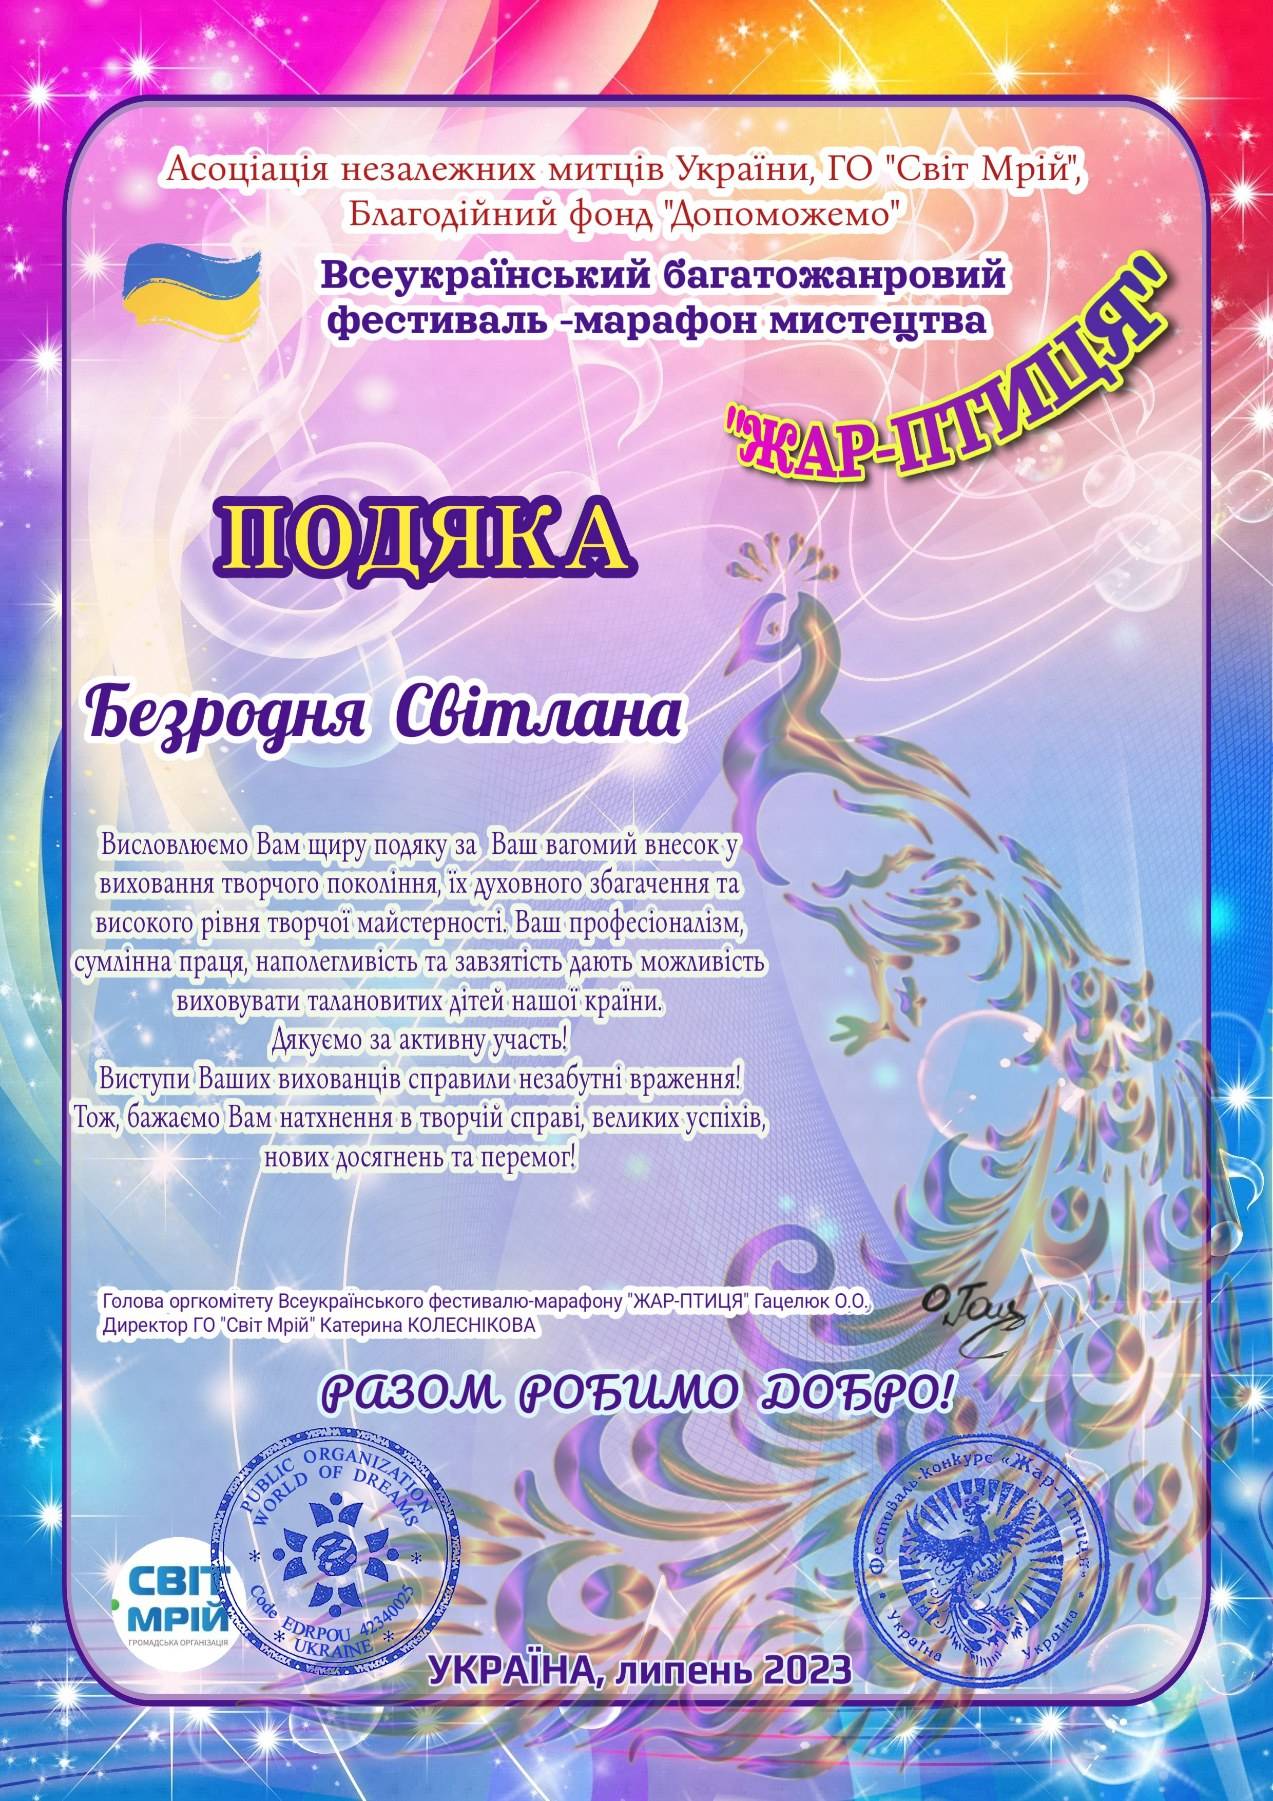 Асоціація незалежних митців України, ГО "Світ Мрій",
Благодійний фонд "Допоможемо"
Всеукраїнський багатожанровий
фестиваль -марафон мистецтва
"ЖАР-ПТИЦЯ"
ПОДЯКА
Безродня Світлана
Висловлюємо Вам щиру подяку за Ваш вагомий внесок у
виховання творчого покоління, їх духовного збагачення та
високого рівня творчої майстерності. Ваш професіоналізм,
сумлінна праця, наполегливість та завзятість дають можливість
виховувати талановитих дітей нашої країни.
Дякуємо за активну участь!
Виступи Ваших вихованців справили незабутні враження!
Тож, бажаємо Вам натхнення в творчій справі, великих успіхів,
нових досягнень та перемог!
Голова оргкомітету Всеукраїнського фестивалю-марафону "ЖАР-ПТИЦЯ" Гацелюк О.О.
Директор ГО "Світ Мрій" Катерина КОЛЕСНІКОВА
РАЗОМ РОБИМО ДОБРО!
PUBLIC ORGANIZATION
WORLD OF DREAMS
Code EDRPOU 42340025
UKRAINE
Фестиваль-конкурс «Жар-Птиця»
Україна * Україна
СВІТ
МРІЙ
ГРОМАДСЬКА ОРГАНІЗАЦІЯ
УКРАЇНА, липень 2023